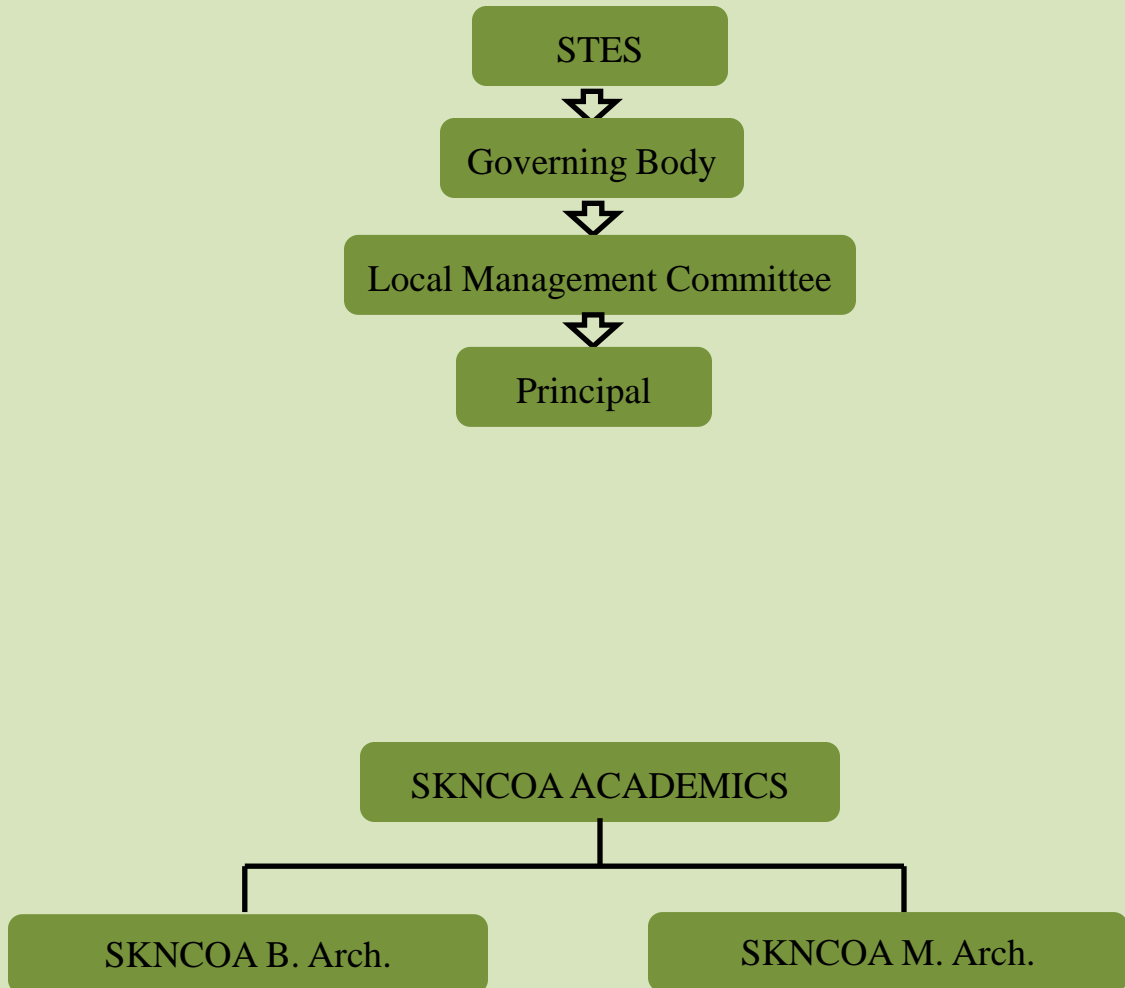 STES
Governing Body
Local Management Committee
Principal
SKNCOA ACADEMICS
SKNCOA B. Arch.
SKNCOA M. Arch.